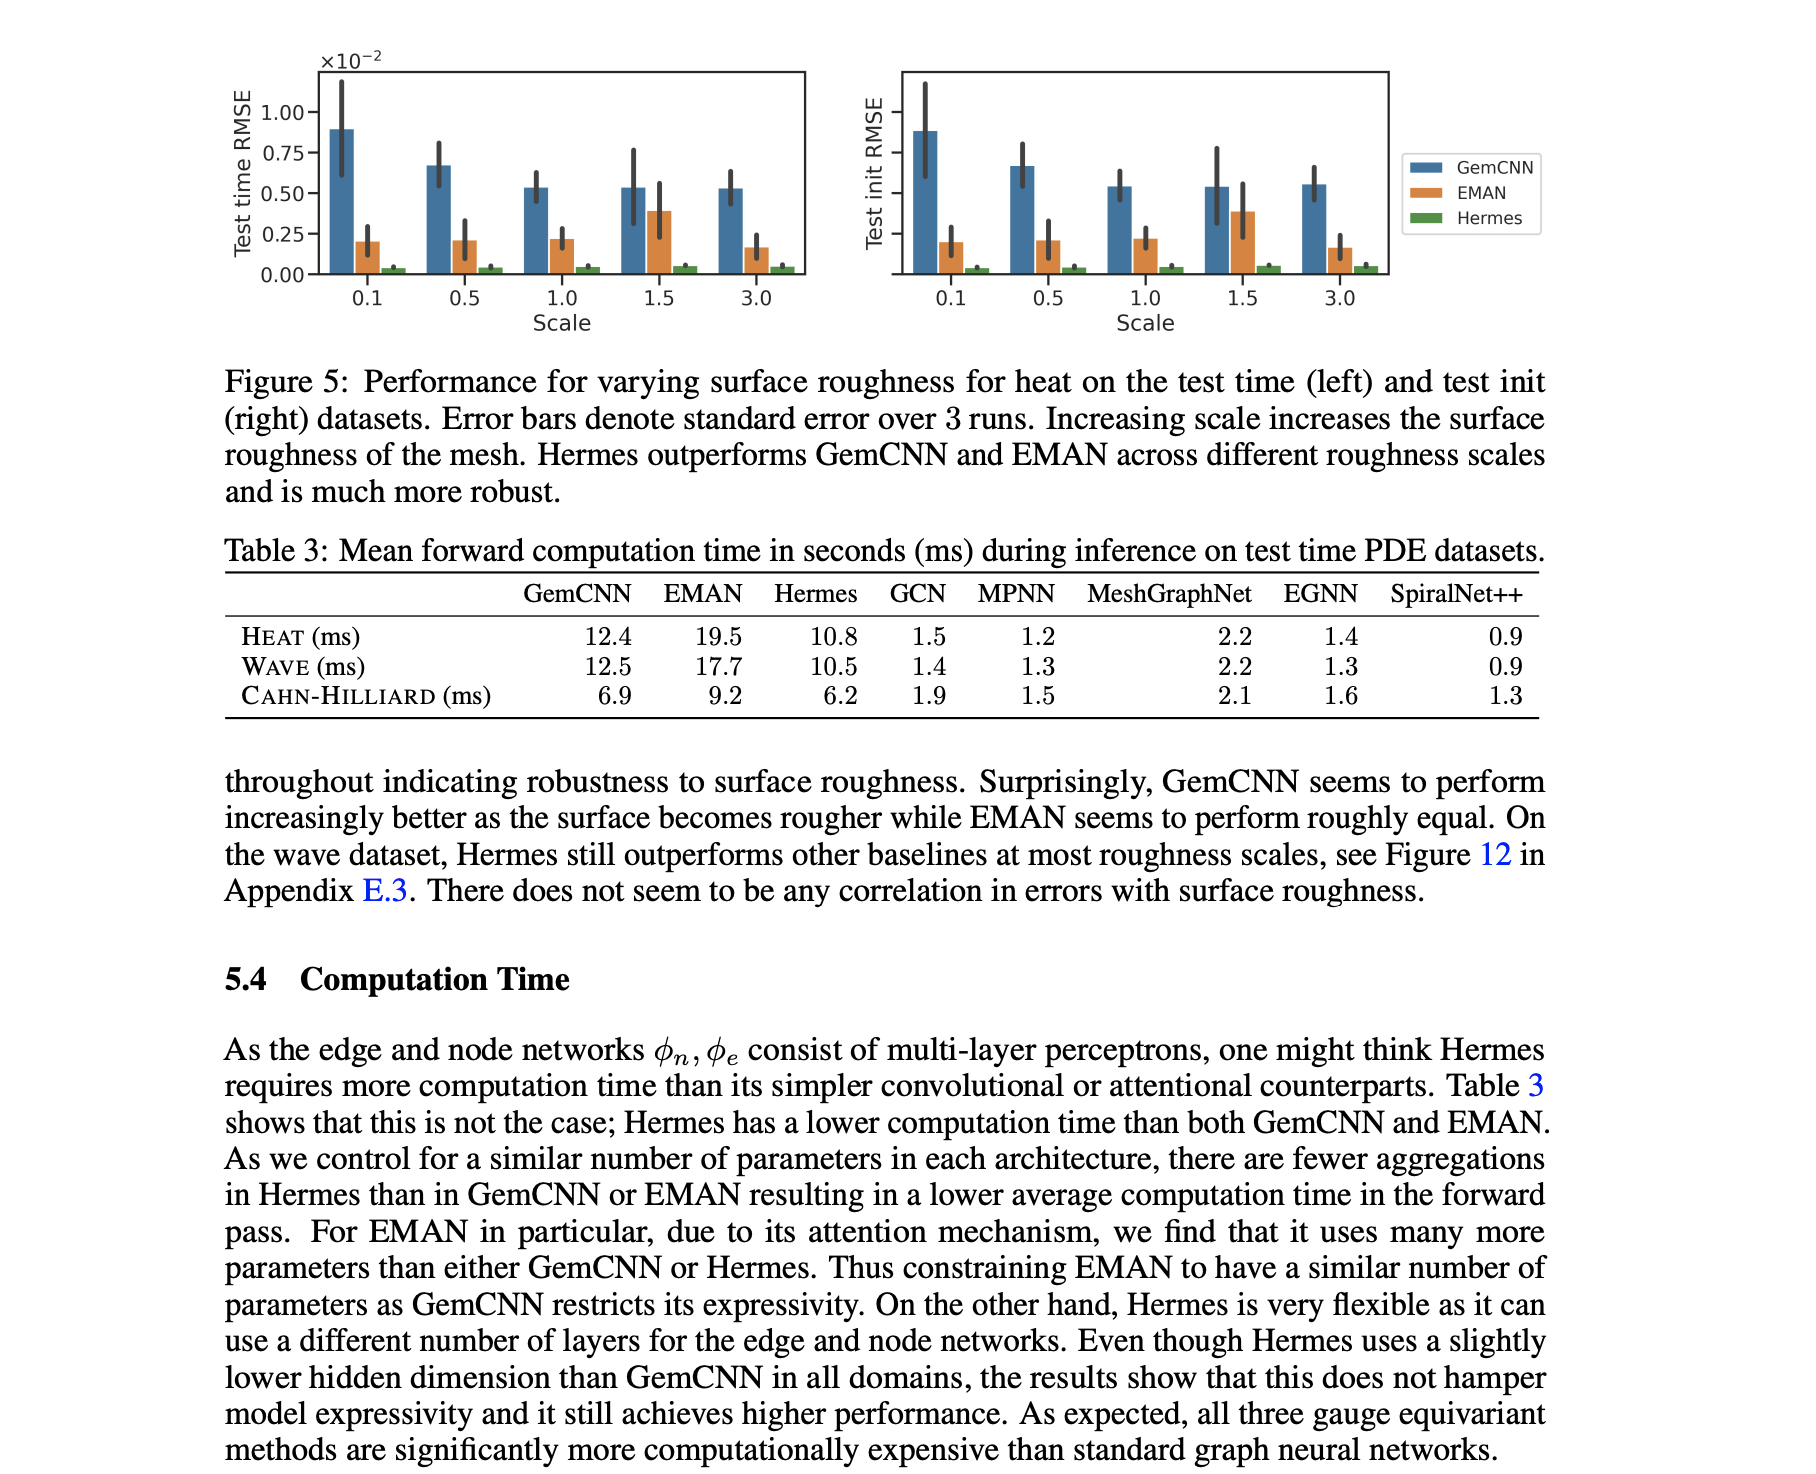 ×10⁻²
Test time RMSE
1.00
0.75
0.50
0.25
0.00
0.1 0.5 1.0 1.5 3.0
Scale
Test init RMSE
0.1 0.5 1.0 1.5 3.0
Scale
GemCNN
EMAN
Hermes
Figure 5: Performance for varying surface roughness for heat on the test time (left) and test init
(right) datasets. Error bars denote standard error over 3 runs. Increasing scale increases the surface
roughness of the mesh. Hermes outperforms GemCNN and EMAN across different roughness scales
and is much more robust.
Table 3: Mean forward computation time in seconds (ms) during inference on test time PDE datasets.
GemCNN EMAN Hermes GCN MPNN MeshGraphNet EGNN SpiralNet++
HEAT (ms) 12.4 19.5 10.8 1.5 1.2 2.2 1.4 0.9
WAVE (ms) 12.5 17.7 10.5 1.4 1.3 2.2 1.3 0.9
CAHN-HILLIARD (ms) 6.9 9.2 6.2 1.9 1.5 2.1 1.6 1.3
throughout indicating robustness to surface roughness. Surprisingly, GemCNN seems to perform
increasingly better as the surface becomes rougher while EMAN seems to perform roughly equal. On
the wave dataset, Hermes still outperforms other baselines at most roughness scales, see Figure 12 in
Appendix E.3. There does not seem to be any correlation in errors with surface roughness.
5.4 Computation Time
As the edge and node networks ϕₙ, ϕₑ consist of multi-layer perceptrons, one might think Hermes
requires more computation time than its simpler convolutional or attentional counterparts. Table 3
shows that this is not the case; Hermes has a lower computation time than both GemCNN and EMAN.
As we control for a similar number of parameters in each architecture, there are fewer aggregations
in Hermes than in GemCNN or EMAN resulting in a lower average computation time in the forward
pass. For EMAN in particular, due to its attention mechanism, we find that it uses many more
parameters than either GemCNN or Hermes. Thus constraining EMAN to have a similar number of
parameters as GemCNN restricts its expressivity. On the other hand, Hermes is very flexible as it can
use a different number of layers for the edge and node networks. Even though Hermes uses a slightly
lower hidden dimension than GemCNN in all domains, the results show that this does not hamper
model expressivity and it still achieves higher performance. As expected, all three gauge equivariant
methods are significantly more computationally expensive than standard graph neural networks.